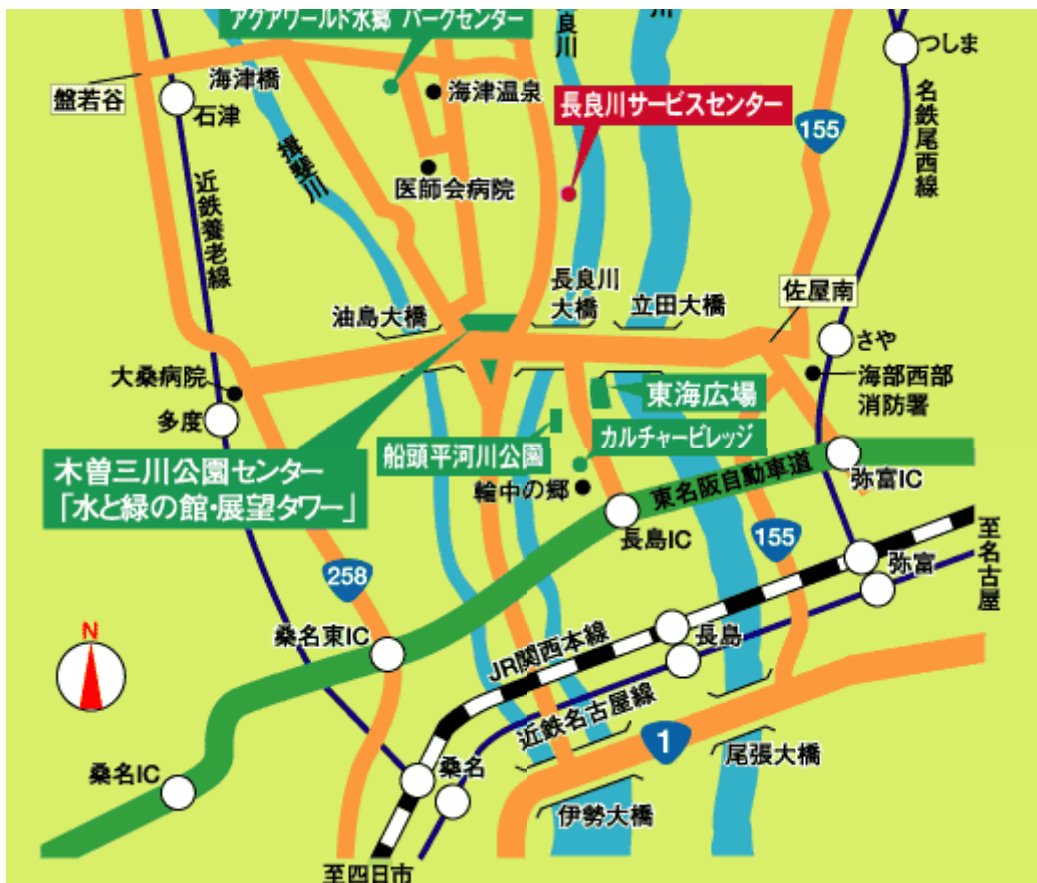 アクアワールド水郷 パークセンター
良川
川
つしま
海津橋
盤若谷
石津
海津温泉
長良川サービスセンター
155
名鉄尾西線
揖斐川
医師会病院
近鉄養老線
油島大橋
長良川
大橋
立田大橋
佐屋南
さや
大桑病院
海部西部
消防署
多度
東海広場
カルチャービレッジ
船頭平河川公園
木曽三川公園センター
「水と緑の館・展望タワー」
輪中の郷
東名阪自動車道
弥富IC
長島IC
155
至名古屋
弥富
258
N
桑名東IC
JR関西本線
長島
近鉄名古屋線
1
桑名IC
桑名
尾張大橋
伊勢大橋
至四日市